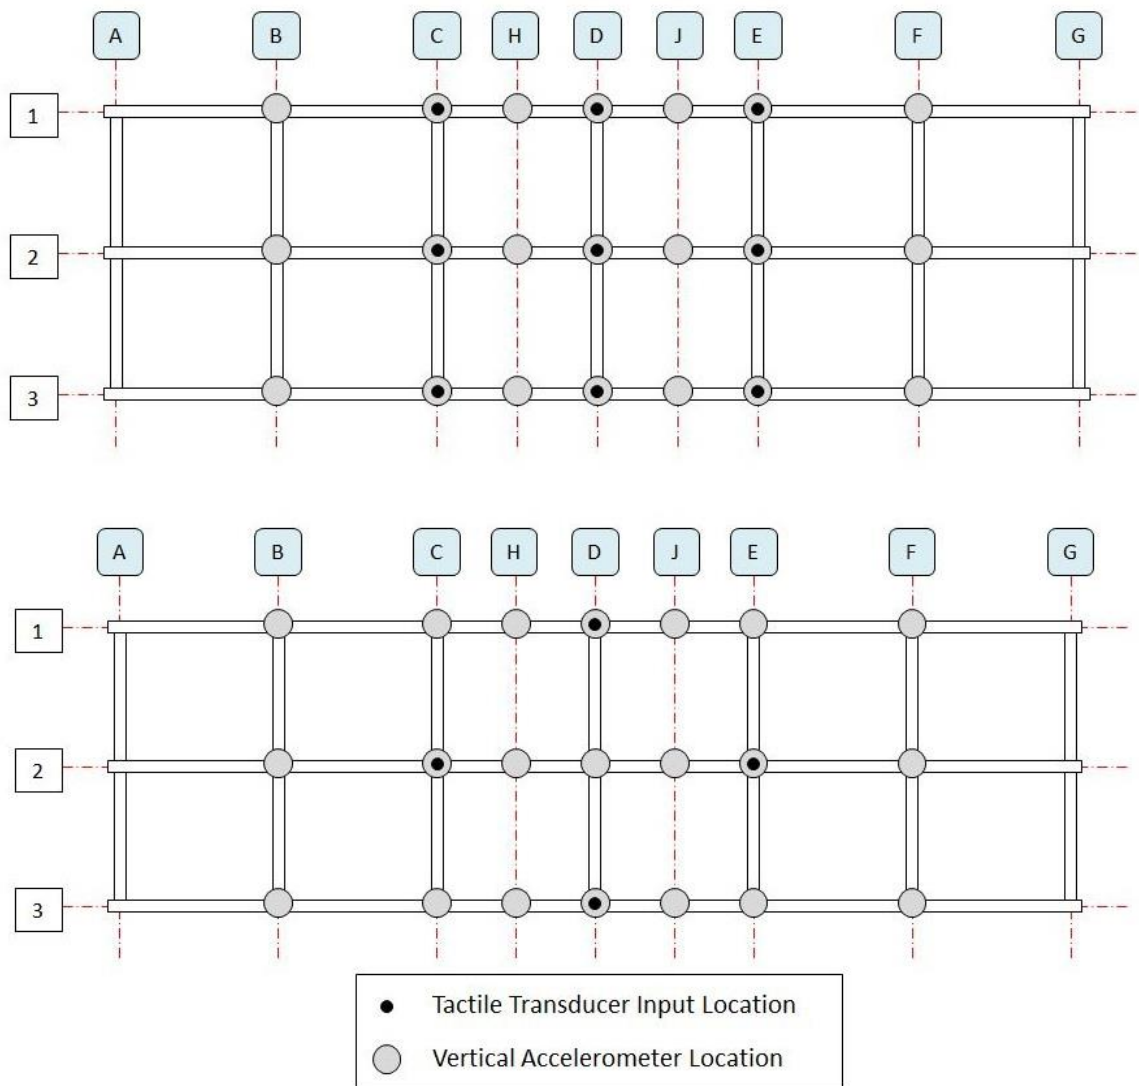 A B C H D J E F G
1
2
3
A B C H D J E F G
1
2
3
Tactile Transducer Input Location
Vertical Accelerometer Location